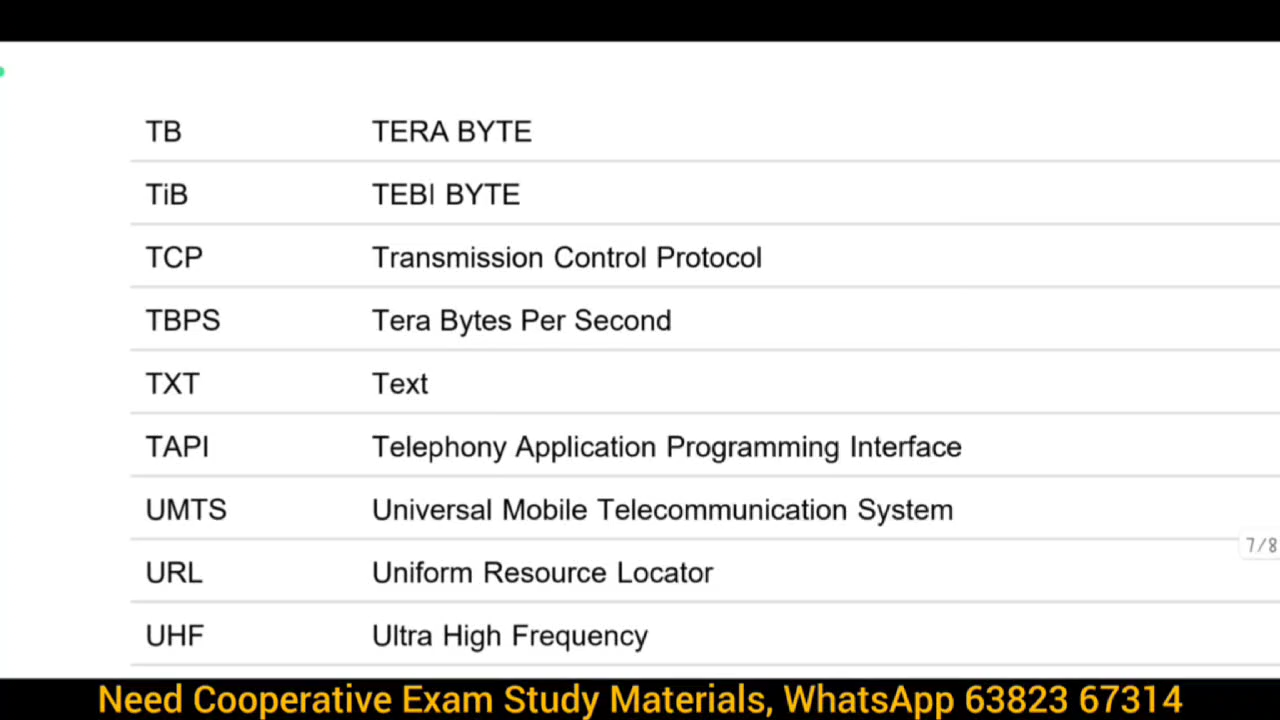 TB TERA BYTE
TiB TEBI BYTE
TCP Transmission Control Protocol
TBPS Tera Bytes Per Second
TXT Text
TAPI Telephony Application Programming Interface
UMTS Universal Mobile Telecommunication System
7/8
URL Uniform Resource Locator
UHF Ultra High Frequency
Need Cooperative Exam Study Materials, WhatsApp 63823 67314